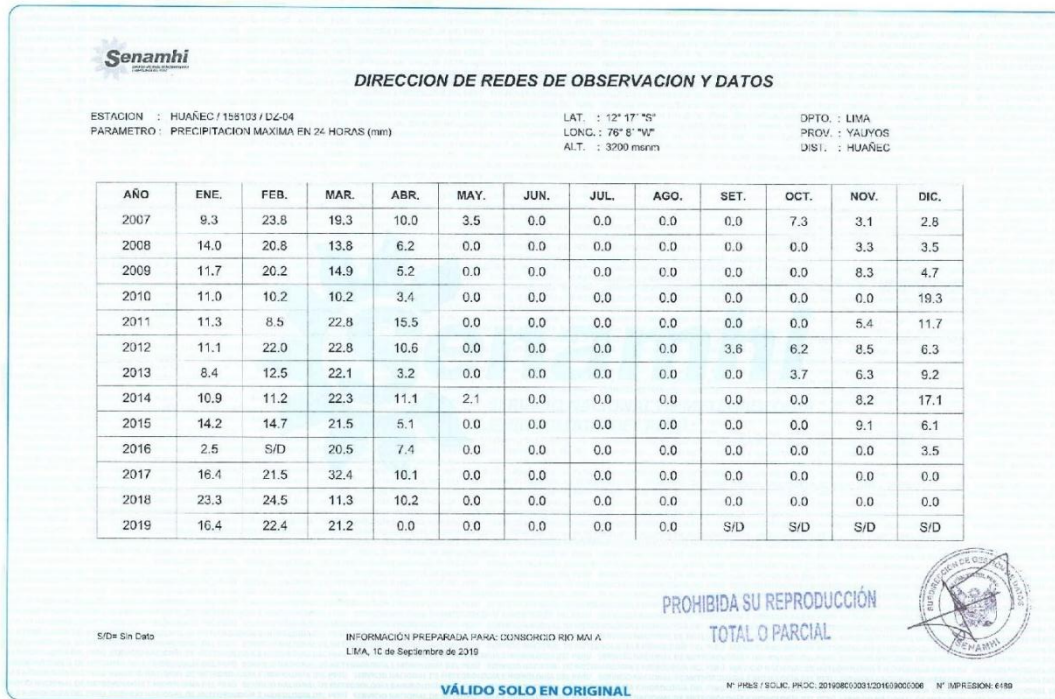 Senamhi
DIRECCION DE REDES DE OBSERVACION Y DATOS
ESTACION : HUAÑEC / 156103 / DZ-04 LAT. : 12° 17' "S" DPTO. : LIMA
PARAMETRO : PRECIPITACION MAXIMA EN 24 HORAS (mm) LONG. : 76° 8' "W" PROV. : YAUYOS
ALT. : 3200 msnm DIST. : HUAÑEC
AÑO ENE. FEB. MAR. ABR. MAY. JUN. JUL. AGO. SET. OCT. NOV. DIC.
2007 9.3 23.8 19.3 10.0 3.5 0.0 0.0 0.0 0.0 7.3 3.1 2.8
2008 14.0 20.8 13.8 6.2 0.0 0.0 0.0 0.0 0.0 0.0 3.3 3.5
2009 11.7 20.2 14.9 5.2 0.0 0.0 0.0 0.0 0.0 0.0 8.3 4.7
2010 11.0 10.2 10.2 3.4 0.0 0.0 0.0 0.0 0.0 0.0 0.0 19.3
2011 11.3 8.5 22.8 15.5 0.0 0.0 0.0 0.0 0.0 0.0 5.4 11.7
2012 11.1 22.0 22.8 10.6 0.0 0.0 0.0 0.0 3.6 6.2 8.5 6.3
2013 8.4 12.5 22.1 3.2 0.0 0.0 0.0 0.0 0.0 3.7 6.3 9.2
2014 10.9 11.2 22.3 11.1 2.1 0.0 0.0 0.0 0.0 0.0 8.2 17.1
2015 14.2 14.7 21.5 5.1 0.0 0.0 0.0 0.0 0.0 0.0 9.1 6.1
2016 2.5 S/D 20.5 7.4 0.0 0.0 0.0 0.0 0.0 0.0 0.0 3.5
2017 16.4 21.5 32.4 10.1 0.0 0.0 0.0 0.0 0.0 0.0 0.0 0.0
2018 23.3 24.5 11.3 10.2 0.0 0.0 0.0 0.0 0.0 0.0 0.0 0.0
2019 16.4 22.4 21.2 0.0 0.0 0.0 0.0 0.0 S/D S/D S/D S/D
PROHIBIDA SU REPRODUCCIÓN
TOTAL O PARCIAL
SENAMHI
S/D= Sin Dato INFORMACIÓN PREPARADA PARA: CONSORCIO RIO MALA
LIMA, 10 de Septiembre de 2019
VÁLIDO SOLO EN ORIGINAL
N° IMPRESION: 6189